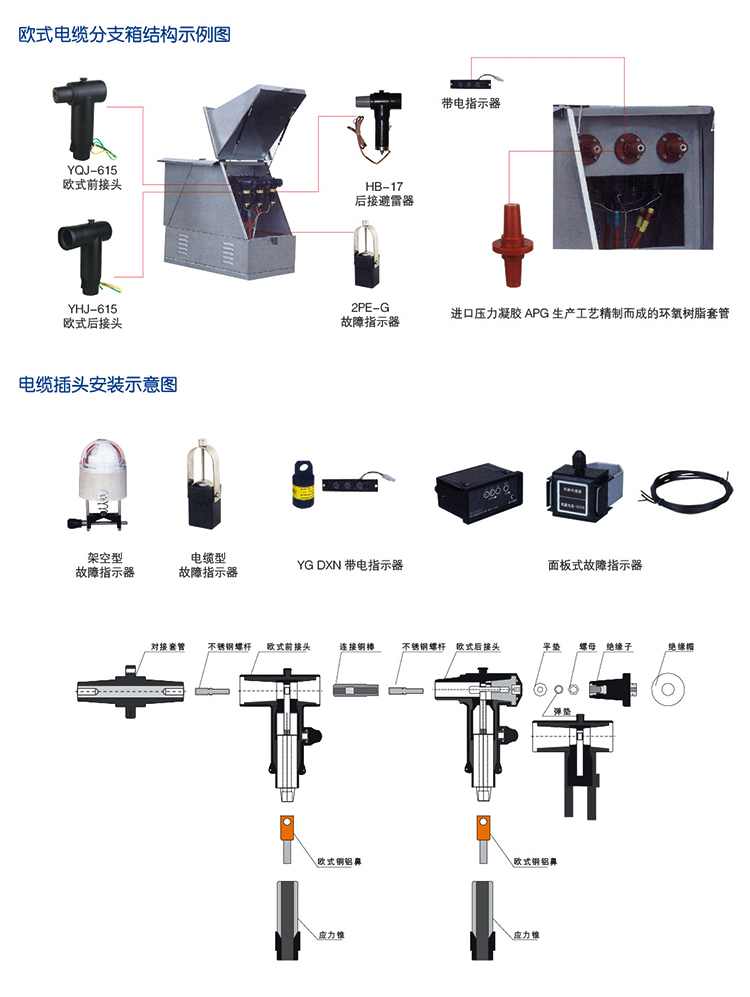 欧式电缆分支箱结构示例图
带电指示器
YQJ-615
欧式前接头
HB-17
后接避雷器
YHJ-615
欧式后接头
2PE-G
故障指示器
进口压力凝胶 APG 生产工艺精制而成的环氧树脂套管
电缆插头安装示意图
架空型
故障指示器
电缆型
故障指示器
YG DXN 带电指示器
面板式故障指示器
对接套管
不锈钢螺杆
欧式前接头
连接铜棒
不锈钢螺杆
欧式后接头
平垫
螺母
绝缘子
绝缘帽
弹垫
欧式铜铝鼻
欧式铜铝鼻
应力锥
应力锥